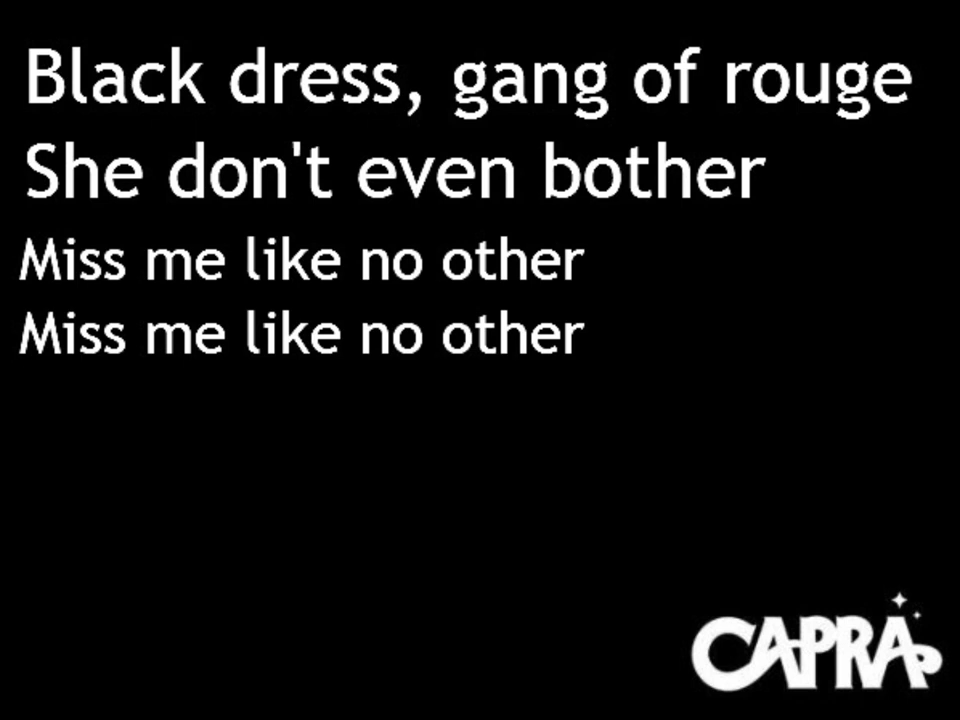 Black dress, gang of rouge
She don't even bother
Miss me like no other
Miss me like no other
CAPRA